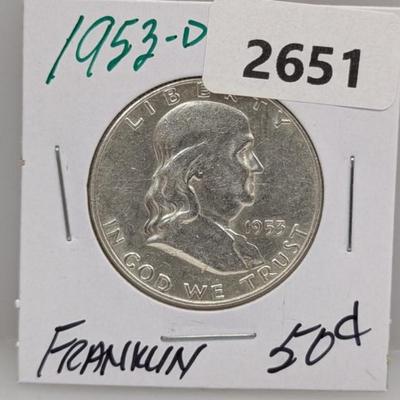 1953-D
2651
LIBERTY
1953
IN GOD WE TRUST
FRANKLIN 50¢